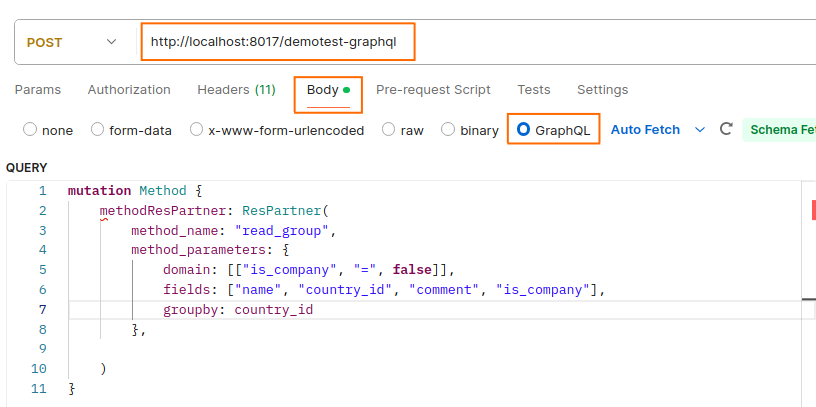 POST http://localhost:8017/demotest-graphql
Params Authorization Headers (11) Body Pre-request Script Tests Settings
none form-data x-www-form-urlencoded raw binary GraphQL Auto Fetch Schema Fet
QUERY
1 mutation Method {
2 methodResPartner: ResPartner(
3 method_name: "read_group",
4 method_parameters: {
5 domain: [["is_company", "=", false]],
6 fields: ["name", "country_id", "comment", "is_company"],
7 groupby: country_id
8 },
9
10 )
11 }